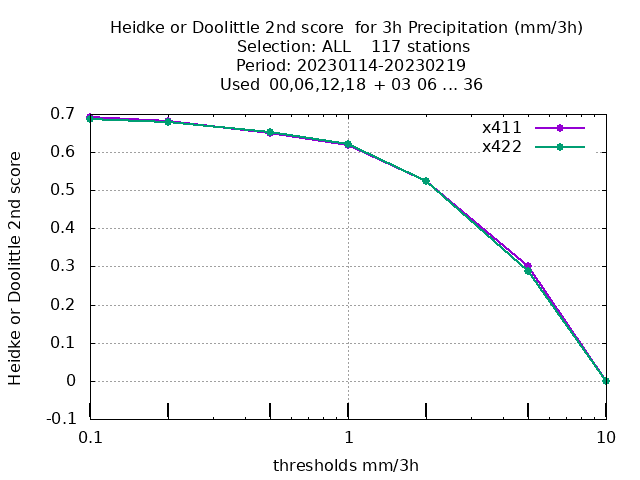 Heidke or Doolittle 2nd score  for 3h Precipitation (mm/3h)
Selection: ALL    117 stations
Period: 20230114-20230219
Used  00,06,12,18  + 03 06 ... 36
x411
x422
0.7
0.6
0.5
0.4
0.3
0.2
0.1
0
-0.1
Heidke or Doolittle 2nd score
0.1
1
10
thresholds mm/3h